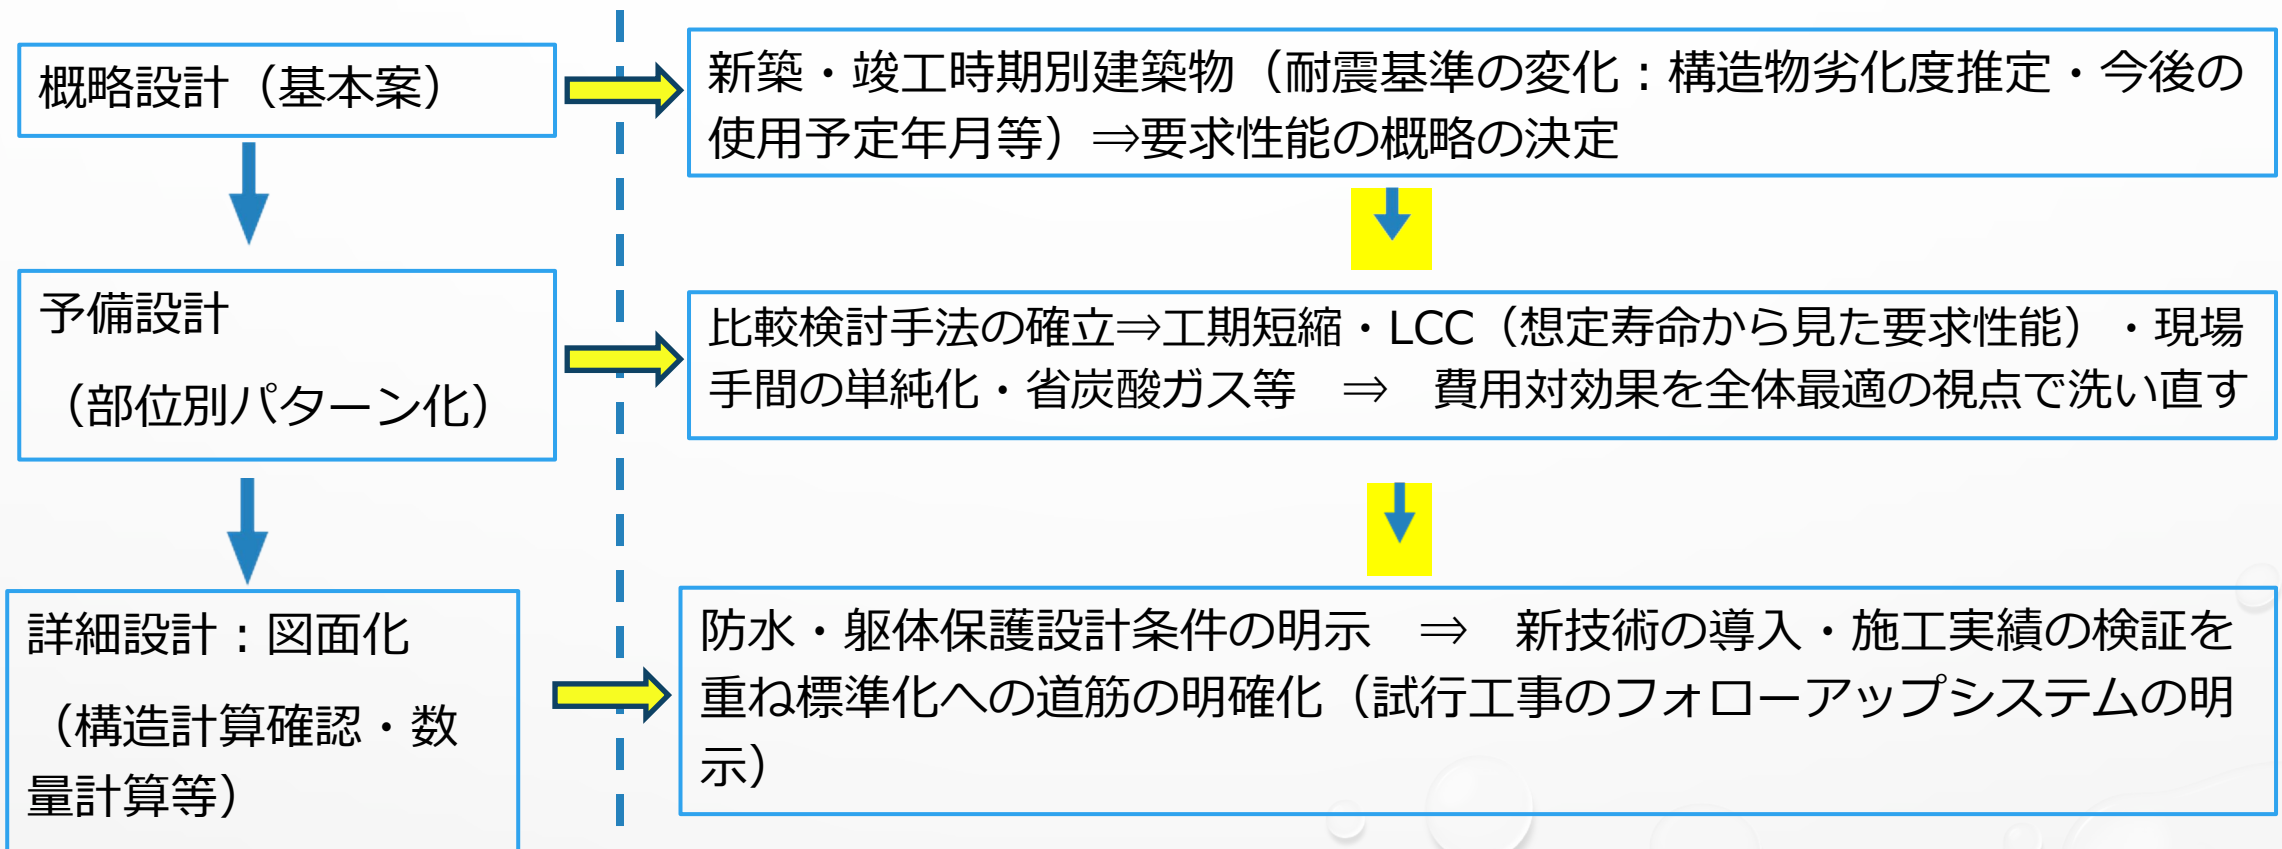 概略設計（基本案）
新築・竣工時期別建築物（耐震基準の変化：構造物劣化度推定・今後の
使用予定年月等）⇒要求性能の概略の決定
予備設計
（部位別パターン化）
比較検討手法の確立⇒工期短縮・LCC（想定寿命から見た要求性能）・現場
手間の単純化・省炭酸ガス等　⇒　費用対効果を全体最適の視点で洗い直す
詳細設計：図面化
（構造計算確認・数
量計算等）
防水・躯体保護設計条件の明示　⇒　新技術の導入・施工実績の検証を
重ね標準化への道筋の明確化（試行工事のフォローアップシステムの明
示）